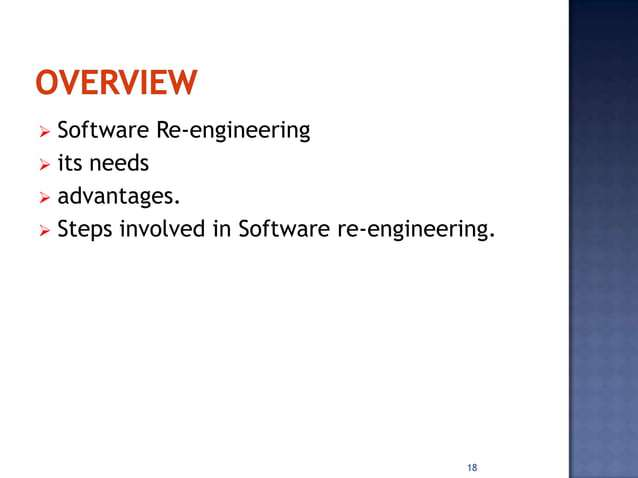 OVERVIEW
Software Re-engineering
its needs
advantages.
Steps involved in Software re-engineering.
18